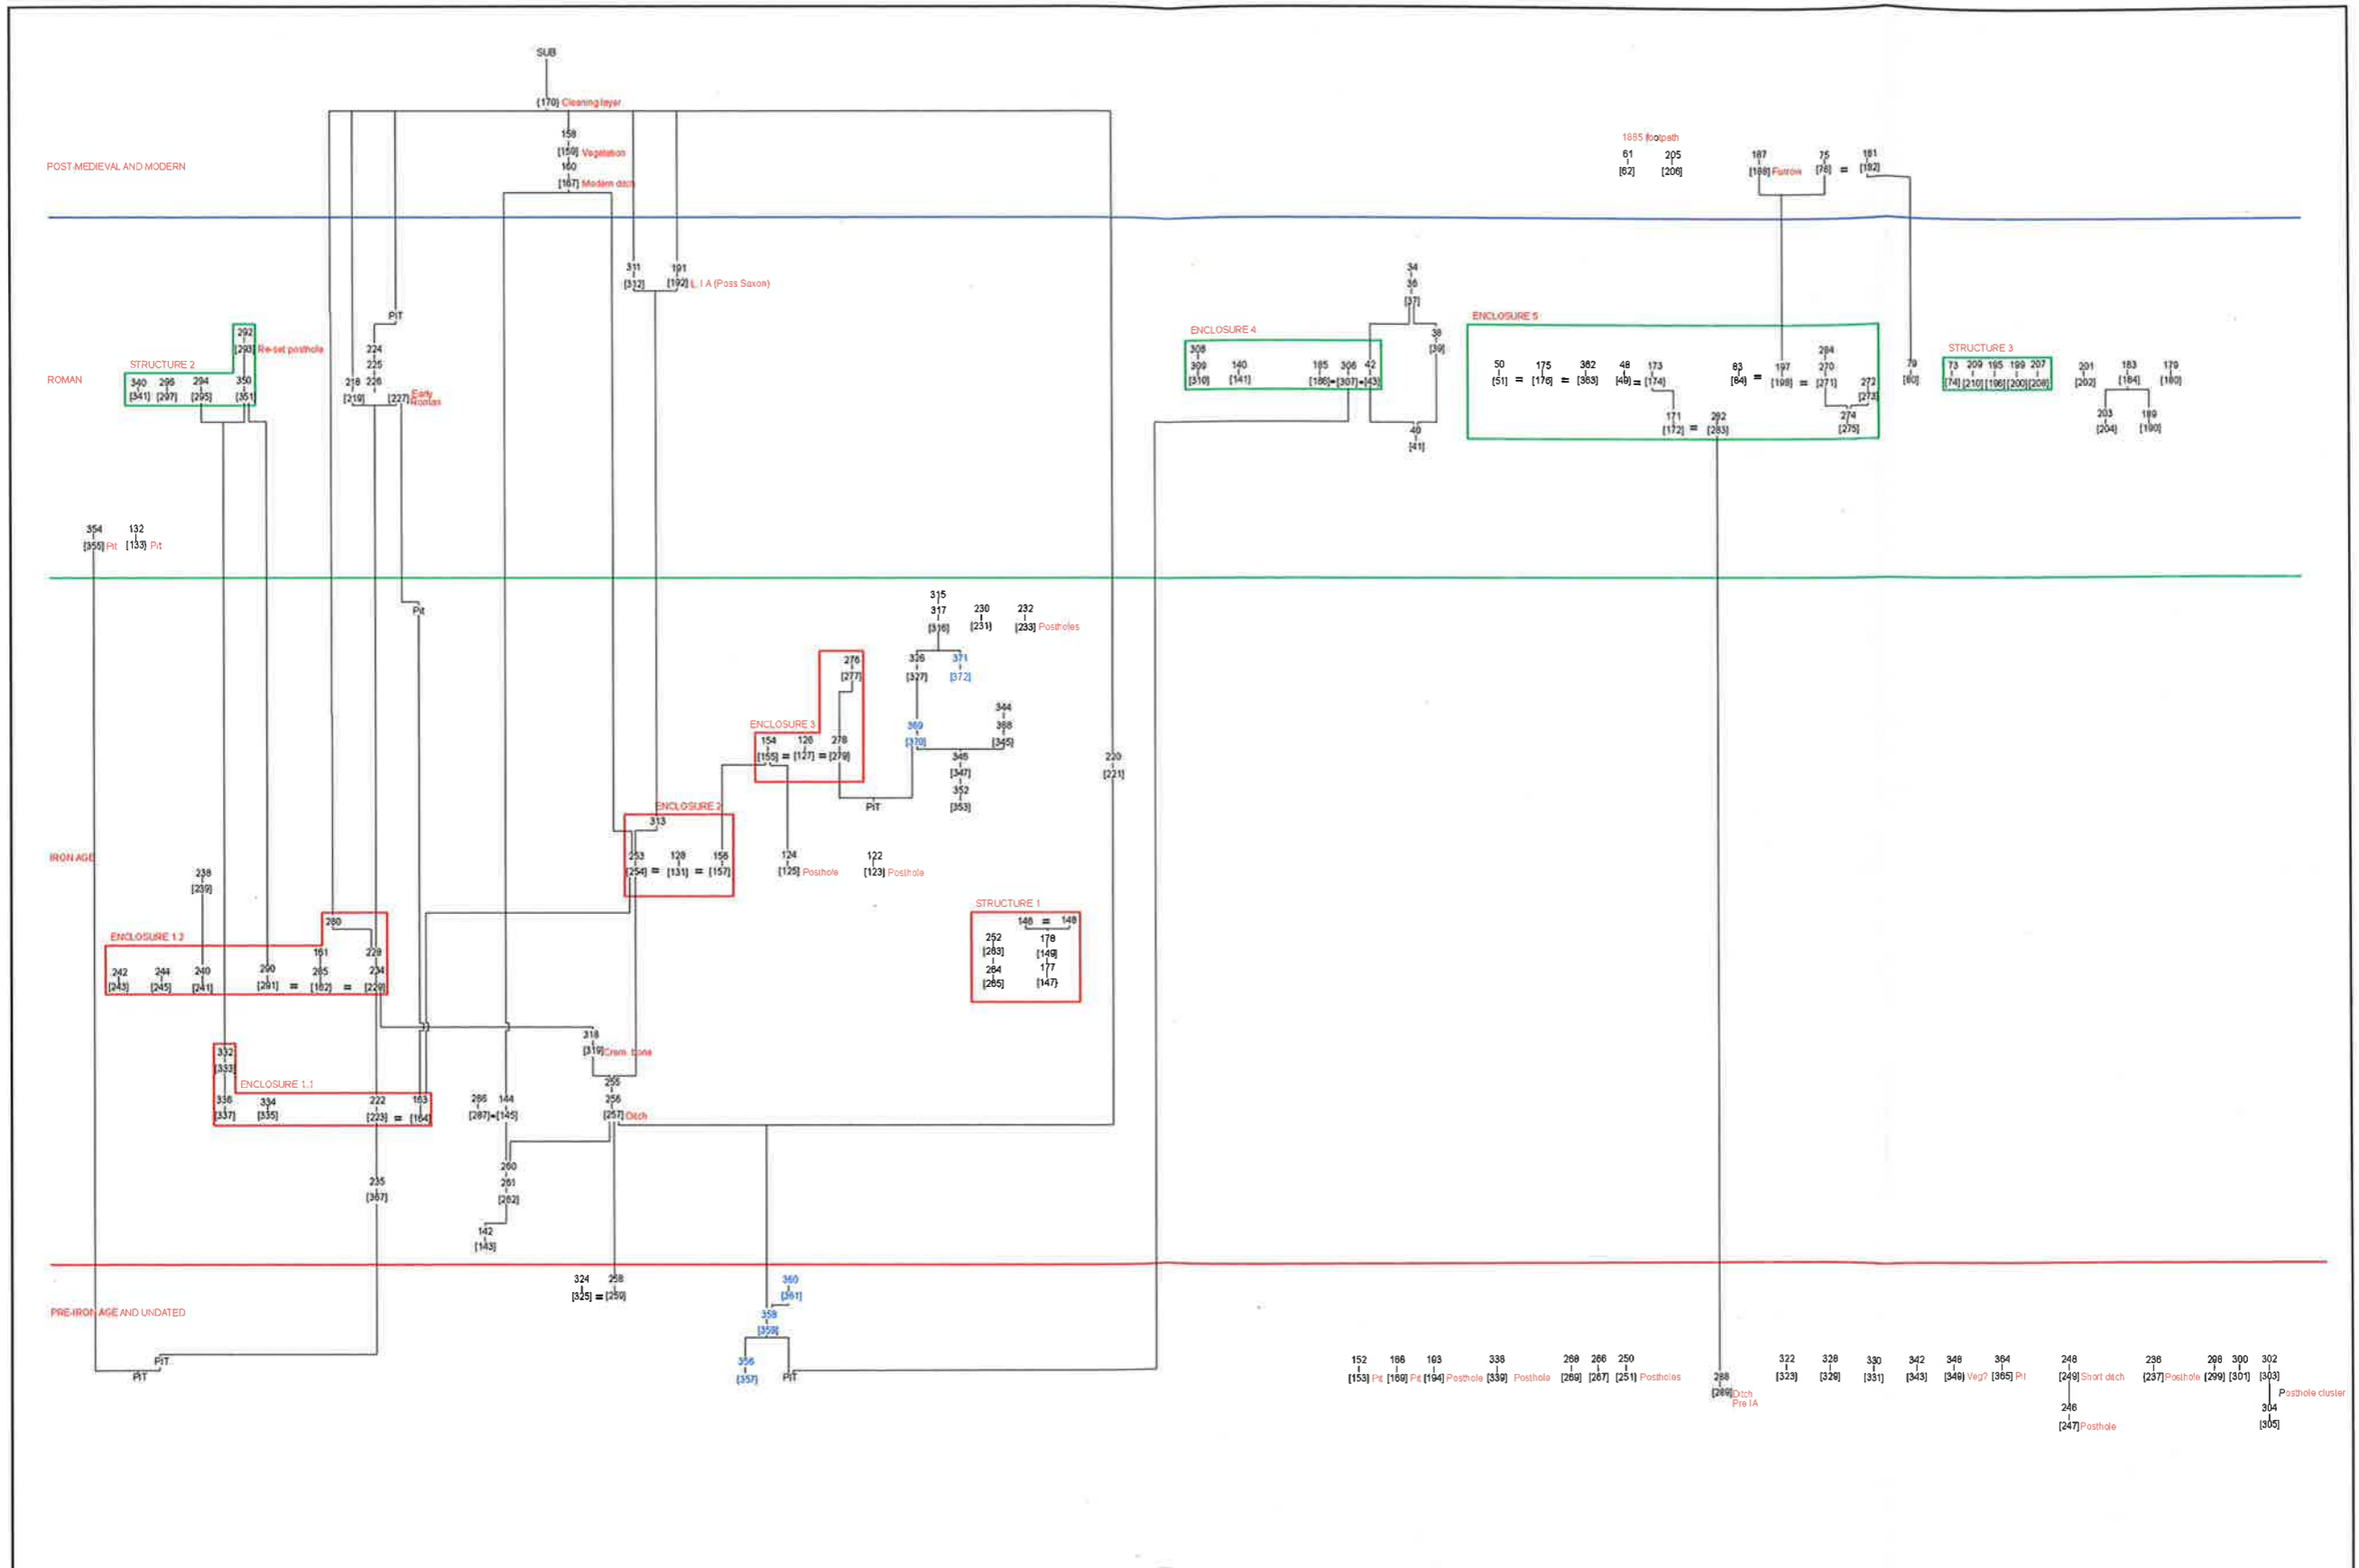 SUB
(170) Cleaning layer
158
[159] Vegetation
160
[167] Modern ditch
POST-MEDIEVAL AND MODERN
1885 footpath
61 205
[62] [206]
187 75 181
[188] Furrow [76] = [182]
311 191
[312] [192] L.I A (Poss Saxon)
34
36
[37]
38
[39]
PIT
224
225
218 226
[219] [227] Early Roman
292
[293] Re-set posthole
STRUCTURE 2
340 296 294 350
[341] [297] [295] [351]
ROMAN
ENCLOSURE 4
308
309 140 185 306 42
[310] [141] [186]=[307]=[43]
40
[41]
ENCLOSURE 5
50 175 362 48 173 83 197 284
270
[51] = [176] = [363] [49]=[174] [84] = [198] = [271]
272
[273]
171 282 274
[172] = [283] [275]
79
[80]
STRUCTURE 3
73 209 195 199 207
[74] [210] [196] [200] [208]
201 183 179
[202] [184] [180]
203 189
[204] [190]
354 132
[355] Pit [133] Pit
Pit
315
317 230 232
[316] [231] [233] Postholes
326 371
[327] [372]
276
[277]
369 344
368
[370] [345]
ENCLOSURE 3
154 126 278
[155] = [127] = [279]
346
[347]
352
[353]
PIT
220
[221]
ENCLOSURE 2
313
253 128 156
[254] = [131] = [157]
124 122
[125] Posthole [123] Posthole
IRON AGE
238
[239]
STRUCTURE 1
146 = 148
252 178
[263] [149]
264 177
[265] [147]
280
ENCLOSURE 1.2
161 228
242 244 240 290 285 234
[243] [245] [241] [291] = [162] = [229]
318
[319] Crem. bone
332
[333]
ENCLOSURE 1.1
336 334 222 163
[337] [335] [223] = [164]
286 144
[287]=[145]
255
256
[257] Ditch
260
261
[262]
235
[367]
142
[143]
324 258
[325] = [259]
360
[361]
358
[359]
356
[357]
PIT
PRE-IRON AGE AND UNDATED
PIT
PIT
152 168 193 338 268 266 250
[153] Pit [169] Pit [194] Posthole [339] Posthole [269] [267] [251] Postholes
288
[289] Ditch
Pre IA
322 328 330 342 348 364
[323] [329] [331] [343] [349] Veg? [365] Pit
248 236 298 300 302
[249] Short ditch [237] Posthole [299] [301] [303]
Posthole cluster
246 304
[247] Posthole [305]